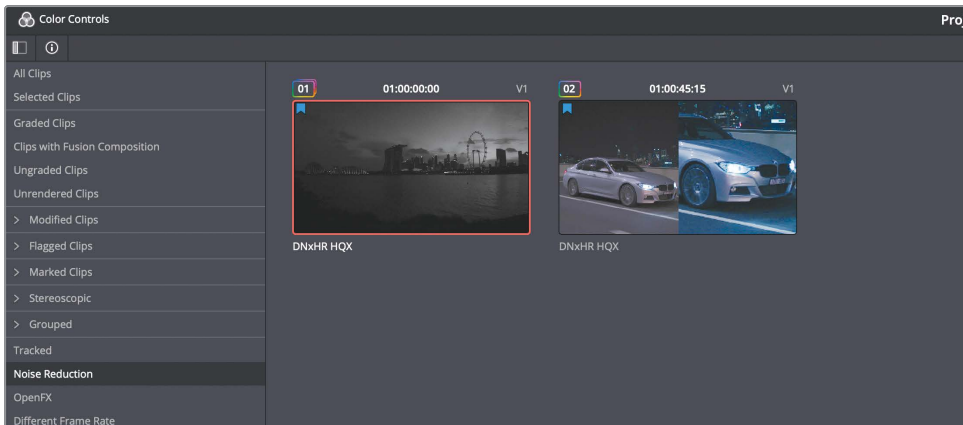 Color Controls
Proj
All Clips
Selected Clips
Graded Clips
Clips with Fusion Composition
Ungraded Clips
Unrendered Clips
> Modified Clips
> Flagged Clips
> Marked Clips
> Stereoscopic
> Grouped
Tracked
Noise Reduction
OpenFX
Different Frame Rate
01 01:00:00:00 V1
DNxHR HQX
02 01:00:45:15 V1
DNxHR HQX